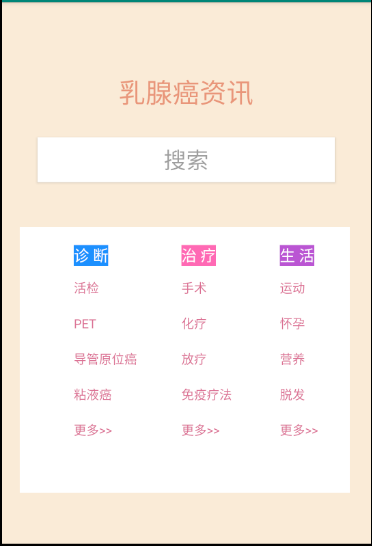 乳腺癌资讯
搜索
诊断 治疗 生活
活检 手术 运动
PET 化疗 怀孕
导管原位癌 放疗 营养
粘液癌 免疫疗法 脱发
更多>> 更多>> 更多>>